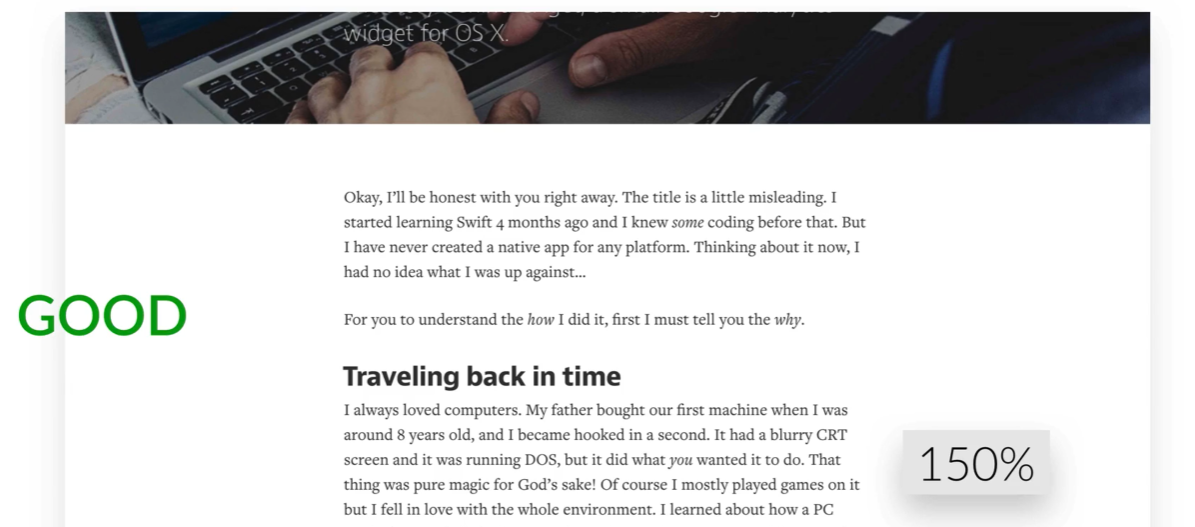 widget for OS X.
Okay, I’ll be honest with you right away. The title is a little misleading. I
started learning Swift 4 months ago and I knew some coding before that. But
I have never created a native app for any platform. Thinking about it now, I
had no idea what I was up against...
GOOD
For you to understand the how I did it, first I must tell you the why.
Traveling back in time
I always loved computers. My father bought our first machine when I was
around 8 years old, and I became hooked in a second. It had a blurry CRT
screen and it was running DOS, but it did what you wanted it to do. That
thing was pure magic for God’s sake! Of course I mostly played games on it
but I fell in love with the whole environment. I learned about how a PC
150%